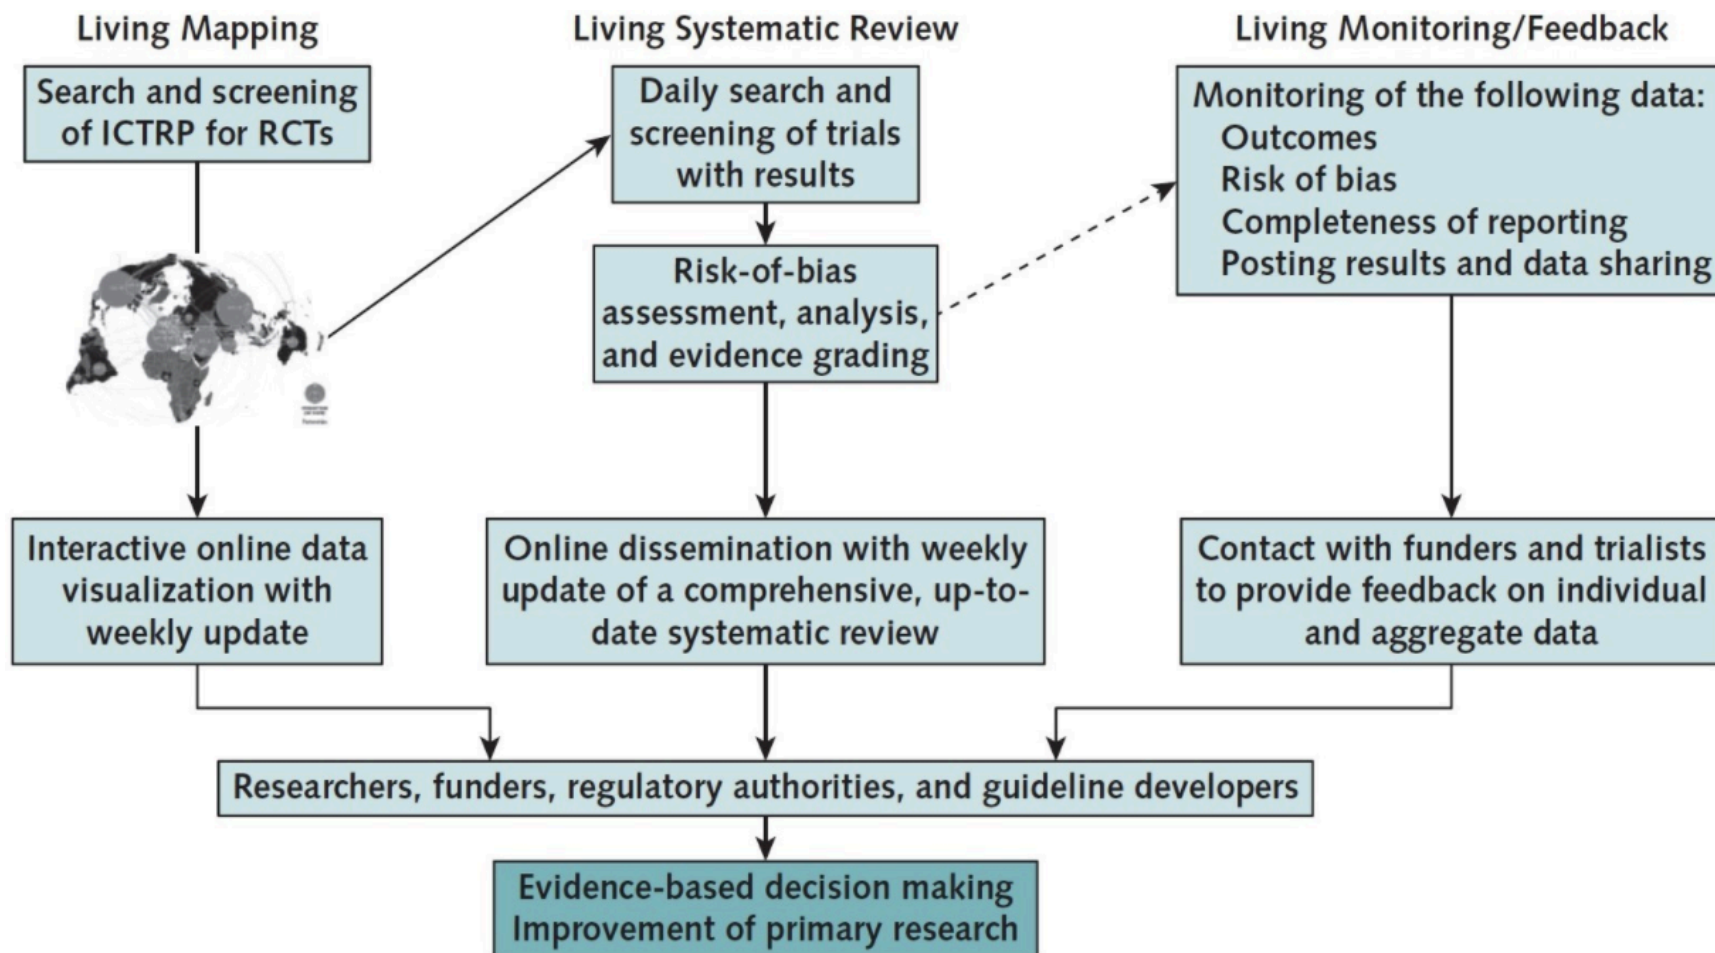 Living Mapping
Search and screening
of ICTRP for RCTs
Interactive online data
visualization with
weekly update
Living Systematic Review
Daily search and
screening of trials
with results
Risk-of-bias
assessment, analysis,
and evidence grading
Online dissemination with weekly
update of a comprehensive, up-to-
date systematic review
Living Monitoring/Feedback
Monitoring of the following data:
Outcomes
Risk of bias
Completeness of reporting
Posting results and data sharing
Contact with funders and trialists
to provide feedback on individual
and aggregate data
Researchers, funders, regulatory authorities, and guideline developers
Evidence-based decision making
Improvement of primary research